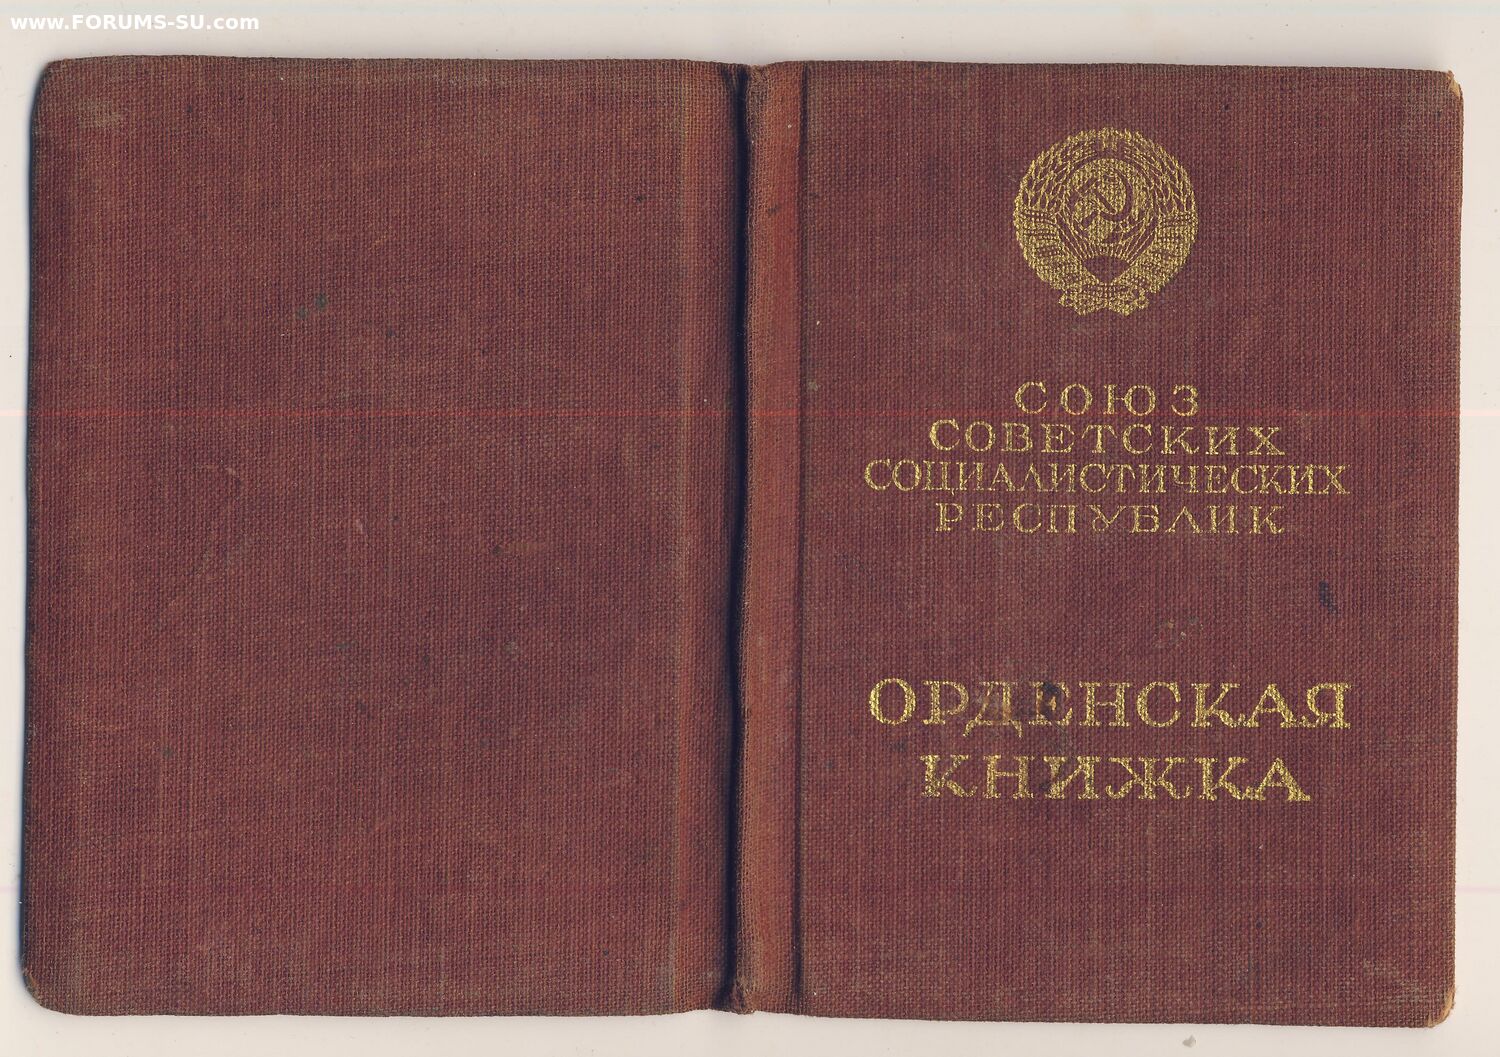 www.FORUMS-SU.com
СОЮЗ
СОВЕТСКИХ
СОЦИАЛИСТИЧЕСКИХ
РЕСПУБЛИК
ОРДЕНСКАЯ
КНИЖКА